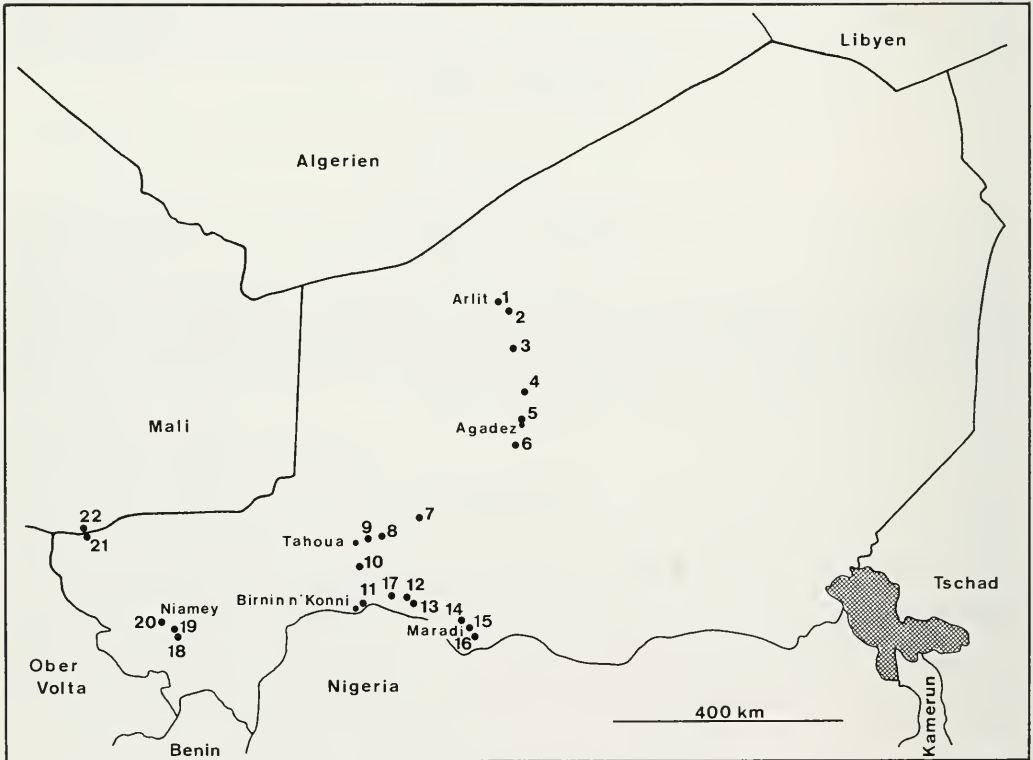 Libyen
Algerien
Arlit 1
2
3
4
5
Agadez
6
Mali
22
21
7
Tahoua 9 8
10
Birnin n'Konni 11 17 12
13
14
Maradi 15
16
Niamey
20 19
18
Tschad
Ober
Volta
Nigeria
400 km
Benin
Kamerun